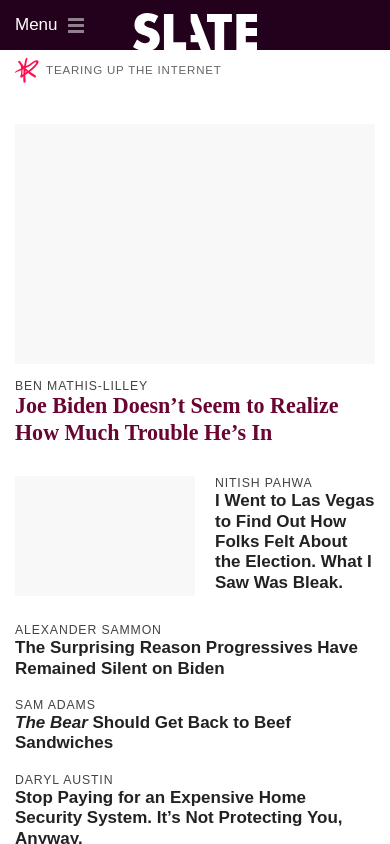 Menu
SLATE
TEARING UP THE INTERNET
BEN MATHIS-LILLEY
Joe Biden Doesn’t Seem to Realize
How Much Trouble He’s In
NITISH PAHWA
I Went to Las Vegas
to Find Out How
Folks Felt About
the Election. What I
Saw Was Bleak.
ALEXANDER SAMMON
The Surprising Reason Progressives Have
Remained Silent on Biden
SAM ADAMS
The Bear Should Get Back to Beef
Sandwiches
DARYL AUSTIN
Stop Paying for an Expensive Home
Security System. It’s Not Protecting You,
Anyway.